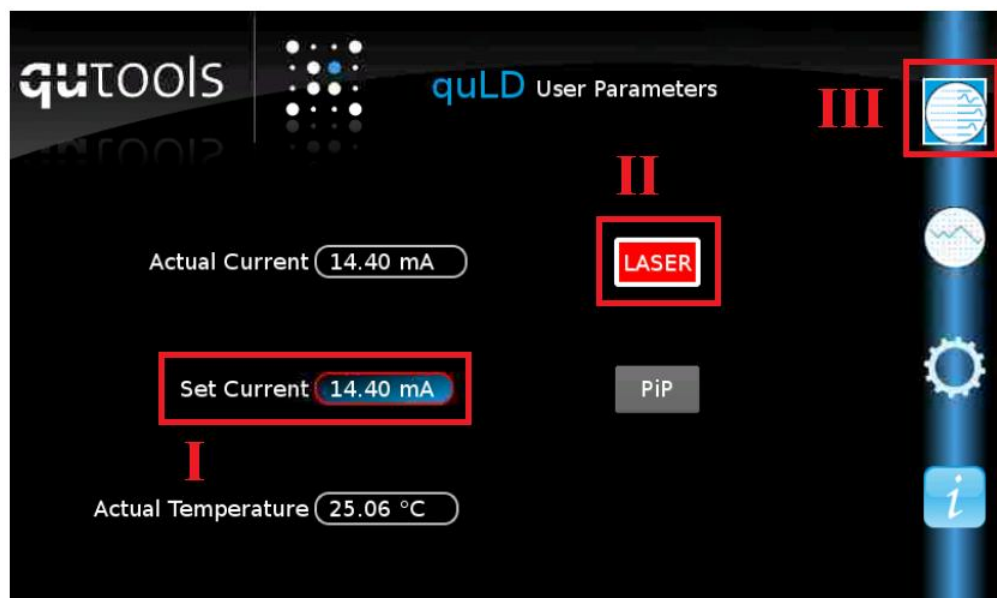 qutools
quLD User Parameters
III
II
Actual Current 14.40 mA
LASER
Set Current 14.40 mA
PiP
I
Actual Temperature 25.06 °C
i